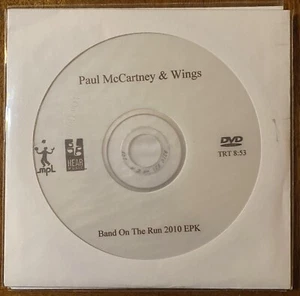 Paul McCartney & Wings
mpl
HEAR
DVD
TRT 8:53
Band On The Run 2010 EPK